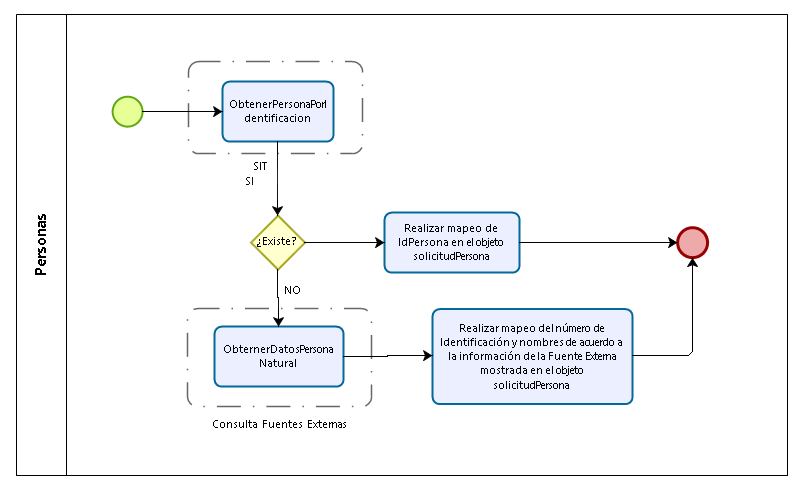 Personas
ObtenerPersonaPorI
dentificacion
SIT
SI
¿Existe?
Realizar mapeo de
IdPersona en el objeto
solicitudPersona
NO
ObternerDatosPersona
Natural
Realizar mapeo del número de
Identificación y nombres de acuerdo a
la información de la Fuente Externa
mostrada en el objeto
solicitudPersona
Consulta Fuentes Externas